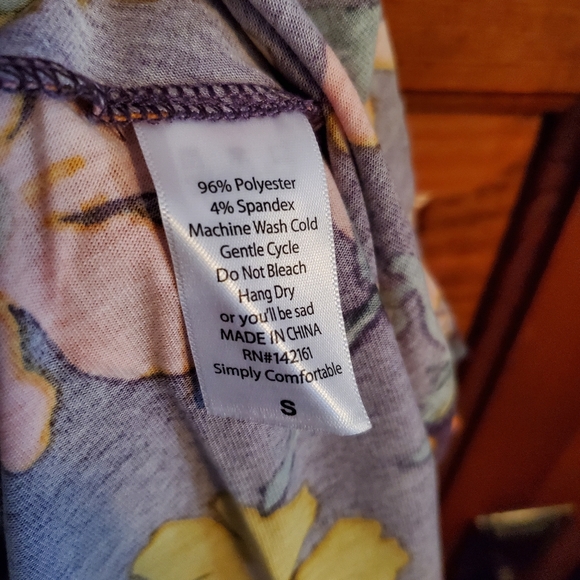 96% Polyester
4% Spandex
Machine Wash Cold
Gentle Cycle
Do Not Bleach
Hang Dry
or you'll be sad
MADE IN CHINA
RN#142161
Simply Comfortable
S